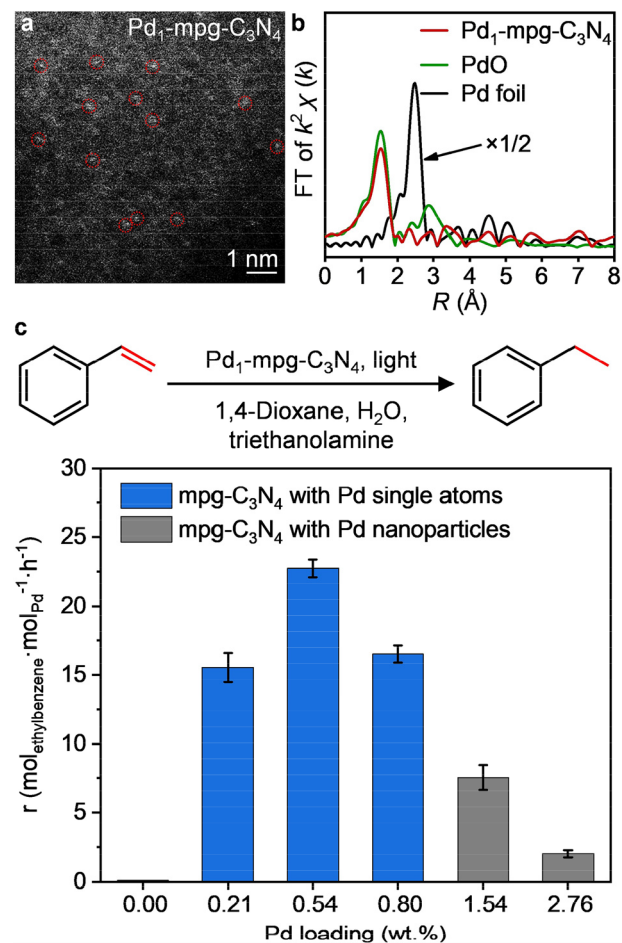 a
Pd₁-mpg-C₃N₄
1 nm
b
Pd₁-mpg-C₃N₄
PdO
Pd foil
×1/2
FT of k² χ (k)
0 1 2 3 4 5 6 7 8
R (Å)
c
Pd₁-mpg-C₃N₄, light
1,4-Dioxane, H₂O,
triethanolamine
mpg-C₃N₄ with Pd single atoms
mpg-C₃N₄ with Pd nanoparticles
r (mol_ethylbenzene·mol_Pd⁻¹·h⁻¹)
30
25
20
15
10
5
0
0.00 0.21 0.54 0.80 1.54 2.76
Pd loading (wt.%)